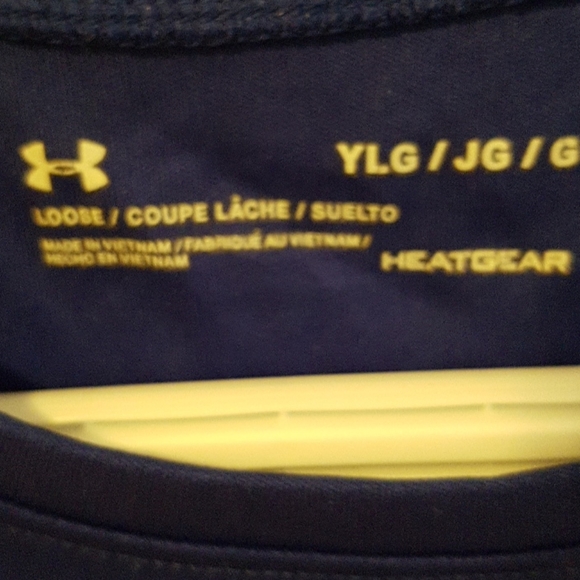 YLG / JG / G
LOOSE / COUPE LÂCHE / SUELTO
MADE IN VIETNAM / FABRIQUÉ AU VIETNAM /
HECHO EN VIETNAM
HEATGEAR